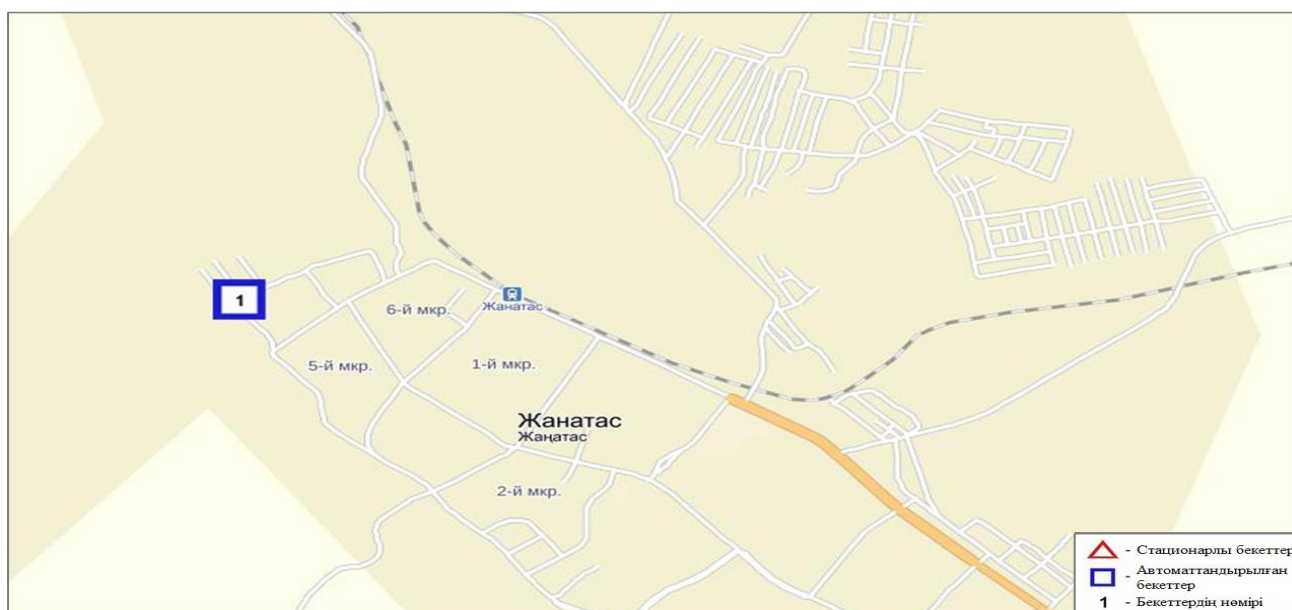 1
6-й мкр.
Жанатас
5-й мкр.
1-й мкр.
Жанатас
Жаңатас
2-й мкр.
- Стационарлы бекеттер
- Автоматтандырылған
бекеттер
1 - Бекеттердің нөмірі